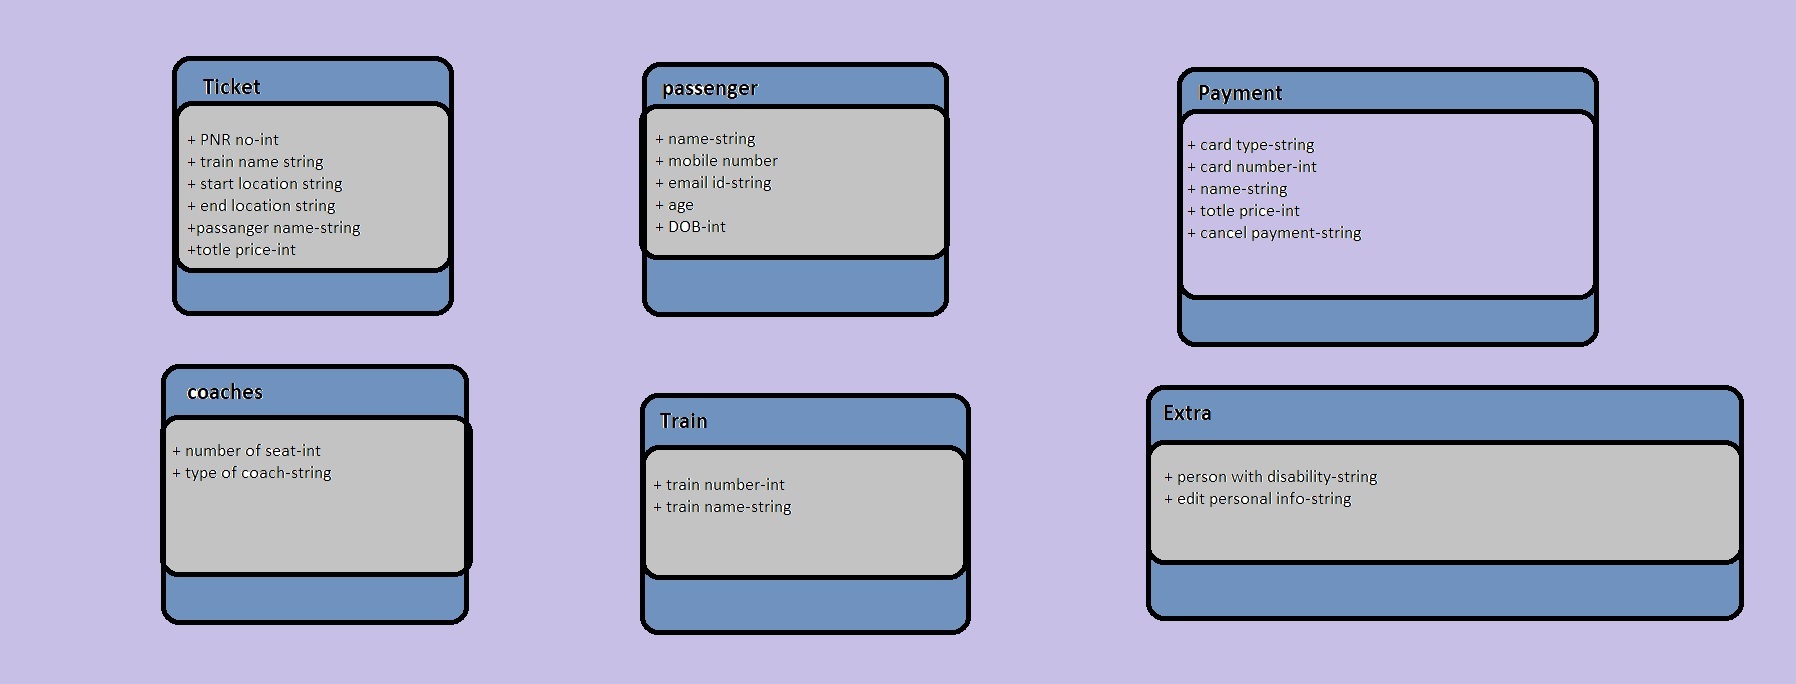 Ticket
+ PNR no-int
+ train name string
+ start location string
+ end location string
+passanger name-string
+totle price-int
passenger
+ name-string
+ mobile number
+ email id-string
+ age
+ DOB-int
Payment
+ card type-string
+ card number-int
+ name-string
+ totle price-int
+ cancel payment-string
coaches
+ number of seat-int
+ type of coach-string
Train
+ train number-int
+ train name-string
Extra
+ person with disability-string
+ edit personal info-string